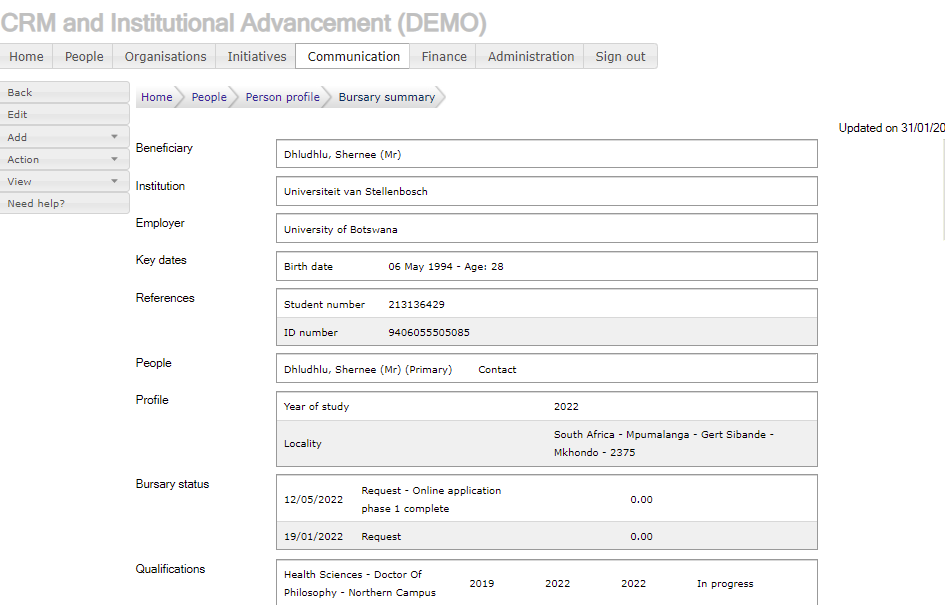 CRM and Institutional Advancement (DEMO)
Home People Organisations Initiatives Communication Finance Administration Sign out
Back
Edit
Add
Action
View
Need help?
Home People Person profile Bursary summary
Updated on 31/01/20
Beneficiary Dhludhlu, Shernee (Mr)
Institution Universiteit van Stellenbosch
Employer University of Botswana
Key dates Birth date 06 May 1994 - Age: 28
References Student number 213136429
ID number 9406055505085
People Dhludhlu, Shernee (Mr) (Primary) Contact
Profile Year of study 2022
Locality South Africa - Mpumalanga - Gert Sibande -
Mkhondo - 2375
Bursary status 12/05/2022 Request - Online application
phase 1 complete 0.00
19/01/2022 Request 0.00
Qualifications Health Sciences - Doctor Of
Philosophy - Northern Campus 2019 2022 2022 In progress